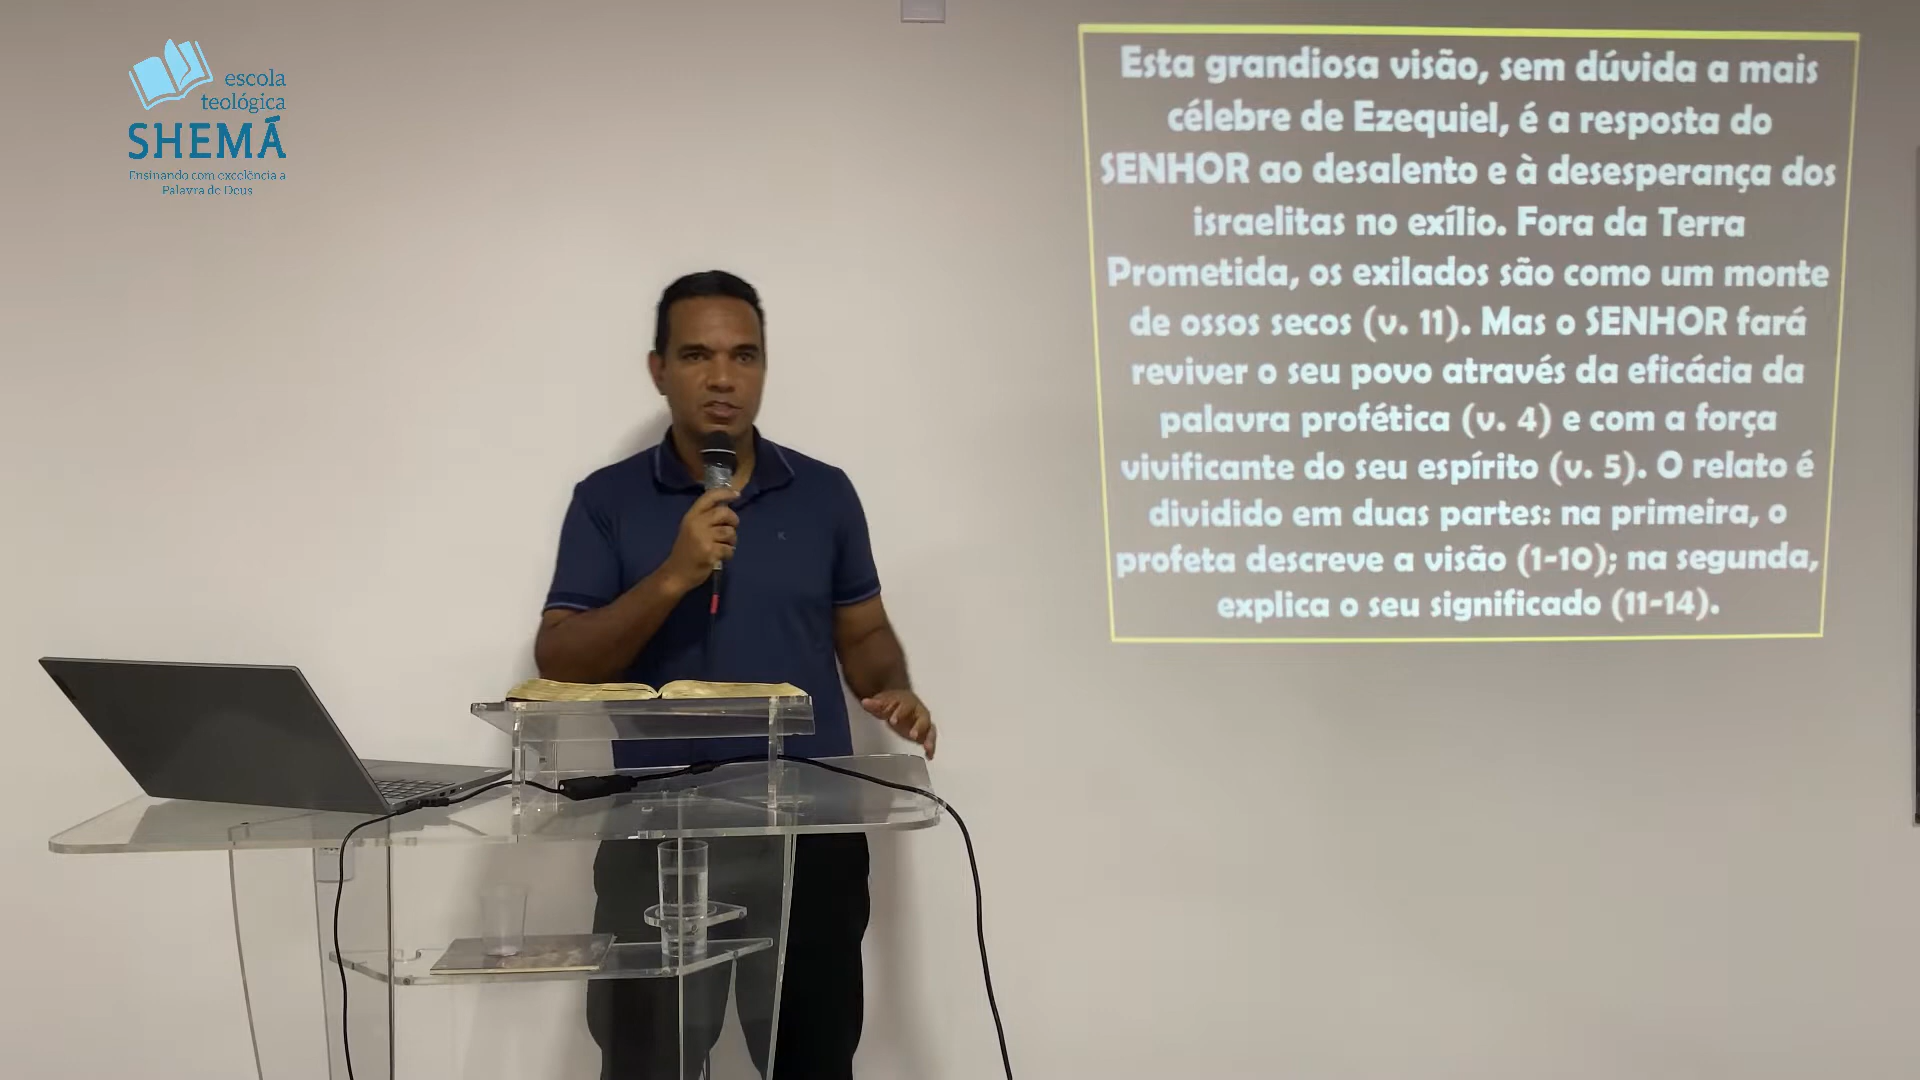 escola
teológica
SHEMÁ
Ensinando com excelência a
Palavra de Deus
Esta grandiosa visão, sem dúvida a mais
célebre de Ezequiel, é a resposta do
SENHOR ao desalento e à desesperança dos
israelitas no exílio. Fora da Terra
Prometida, os exilados são como um monte
de ossos secos (v. 11). Mas o SENHOR fará
reviver o seu povo através da eficácia da
palavra profética (v. 4) e com a força
vivificante do seu espírito (v. 5). O relato é
dividido em duas partes: na primeira, o
profeta descreve a visão (1-10); na segunda,
explica o seu significado (11-14).